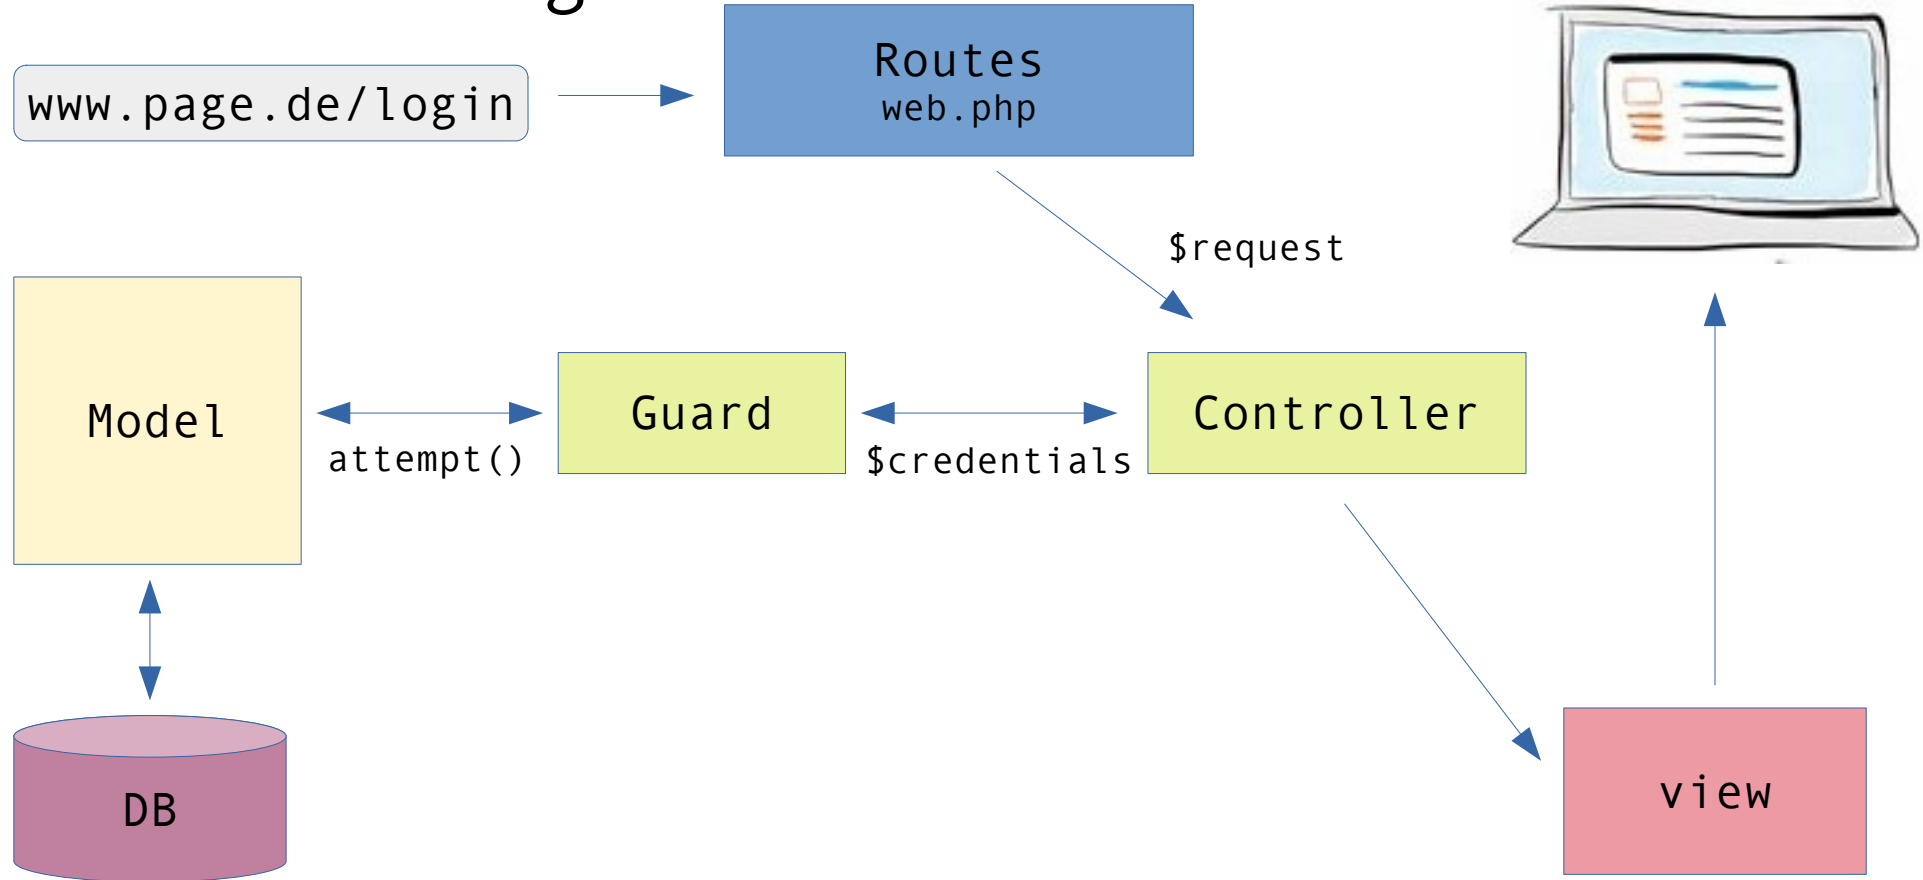 www.page.de/login
Routes
web.php
$request
Model
attempt()
Guard
$credentials
Controller
DB
view